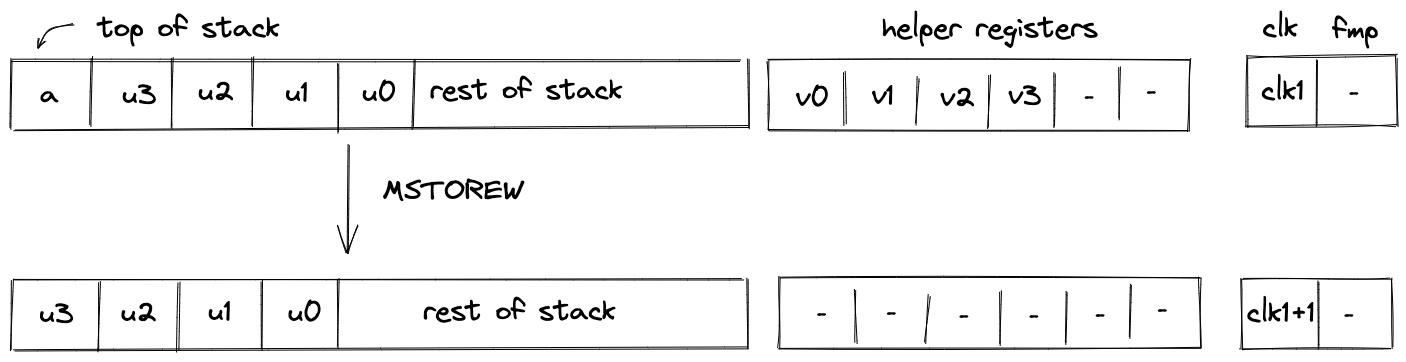 top of stack helper registers clk fmp
a u3 u2 u1 u0 rest of stack v0 v1 v2 v3 - - clk1 -
MSTOREW
u3 u2 u1 u0 rest of stack - - - - - - clk1+1 -